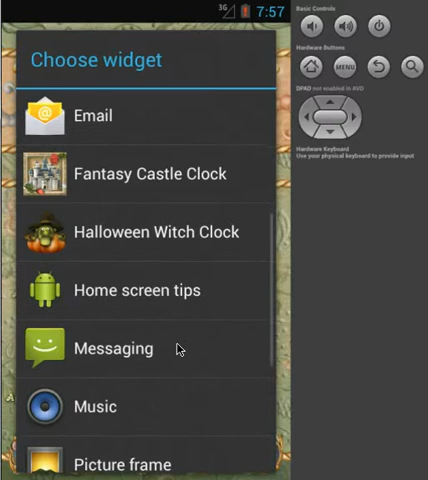 3G 7:57
Choose widget
Email
Fantasy Castle Clock
Halloween Witch Clock
Home screen tips
Messaging
Music
Picture frame
Basic Controls
Hardware Buttons
MENU
DPAD not enabled in AVD
Hardware Keyboard
Use your physical keyboard to provide input